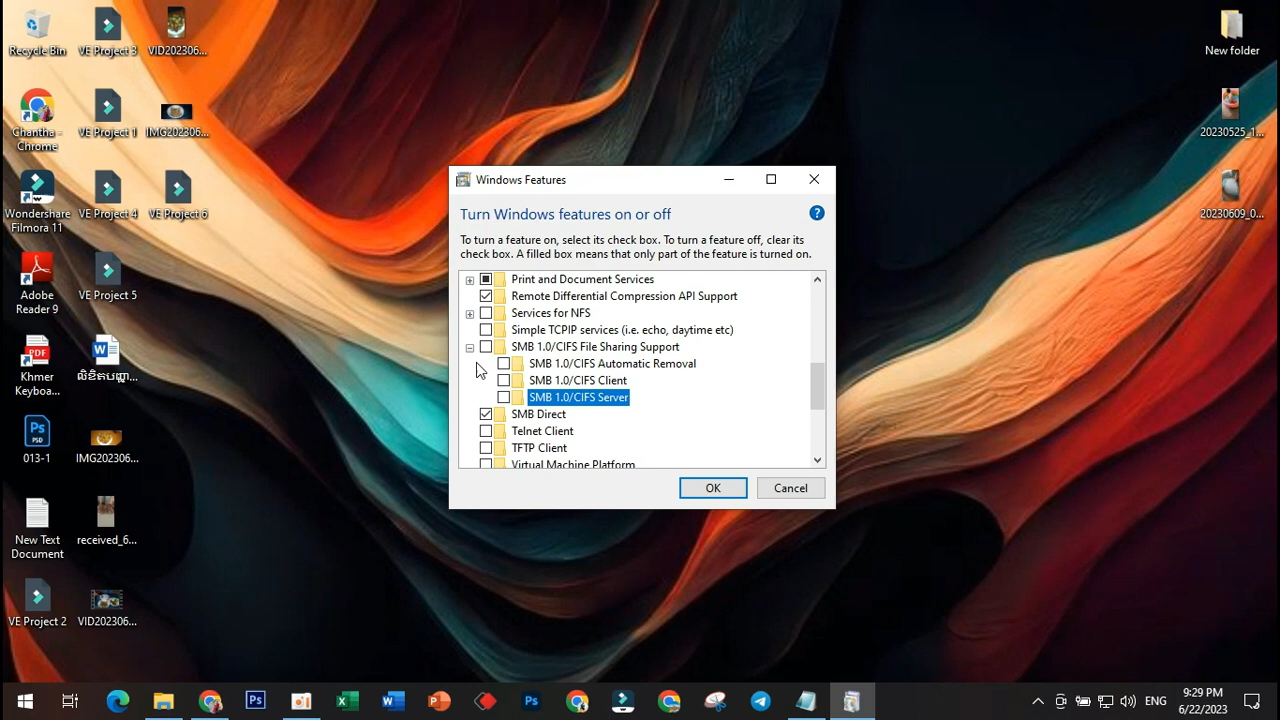 Recycle Bin
VE Project 3
VID202306...
New folder
Chantha -
Chrome
VE Project 1
IMG202306...
20230525_1...
Wondershare
Filmora 11
VE Project 4
VE Project 6
20230609_0...
Adobe
Reader 9
VE Project 5
Khmer
Keyboa...
លិខិតបញ្ជ...
013-1
IMG202306...
New Text
Document
received_6...
VE Project 2
VID202306...
Windows Features
Turn Windows features on or off
To turn a feature on, select its check box. To turn a feature off, clear its
check box. A filled box means that only part of the feature is turned on.
Print and Document Services
Remote Differential Compression API Support
Services for NFS
Simple TCPIP services (i.e. echo, daytime etc)
SMB 1.0/CIFS File Sharing Support
SMB 1.0/CIFS Automatic Removal
SMB 1.0/CIFS Client
SMB 1.0/CIFS Server
SMB Direct
Telnet Client
TFTP Client
Virtual Machine Platform
OK
Cancel
ENG
9:29 PM
6/22/2023